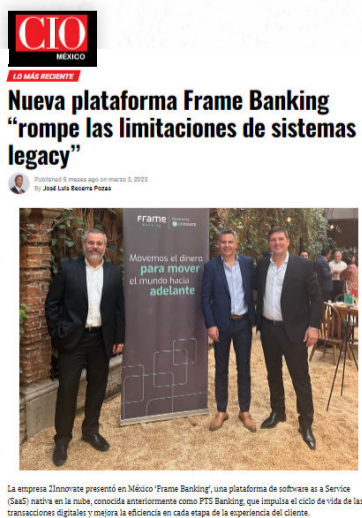 CIO
MÉXICO
LO MÁS RECIENTE
Nueva plataforma Frame Banking
“rompe las limitaciones de sistemas
legacy”
Published 5 meses ago on marzo 3, 2023
By José Luis Becerra Pozas
Frame
BANKING
Movemos el dinero
para mover
el mundo hacia
adelante
La empresa 2Innovate presentó en México ‘Frame Banking’, una plataforma de software as a Service
(SaaS) nativa en la nube, conocida anteriormente como PTS Banking, que impulsa el ciclo de vida de las
transacciones digitales y mejora la eficiencia en cada etapa de la experiencia del cliente.